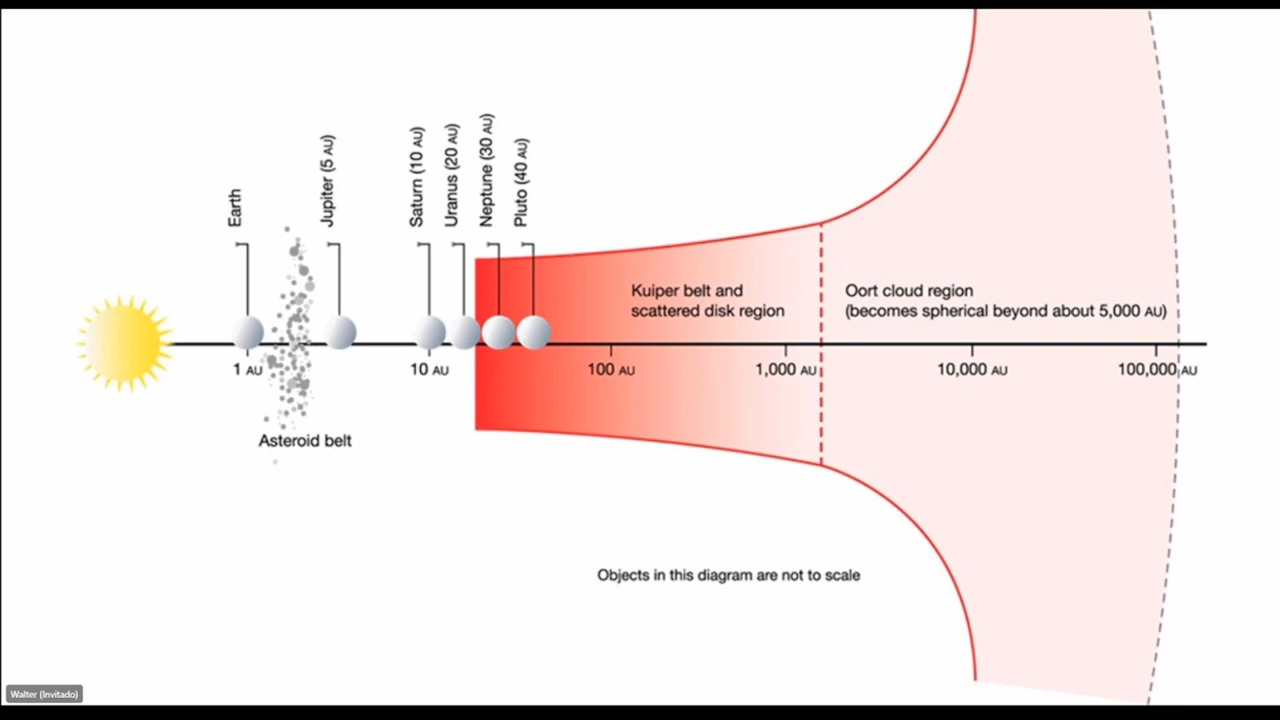 Earth
Jupiter (5 AU)
Saturn (10 AU)
Uranus (20 AU)
Neptune (30 AU)
Pluto (40 AU)
Kuiper belt and
scattered disk region
Oort cloud region
(becomes spherical beyond about 5,000 AU)
1 AU
10 AU
100 AU
1,000 AU
10,000 AU
100,000 AU
Asteroid belt
Objects in this diagram are not to scale
Walter (Invitado)